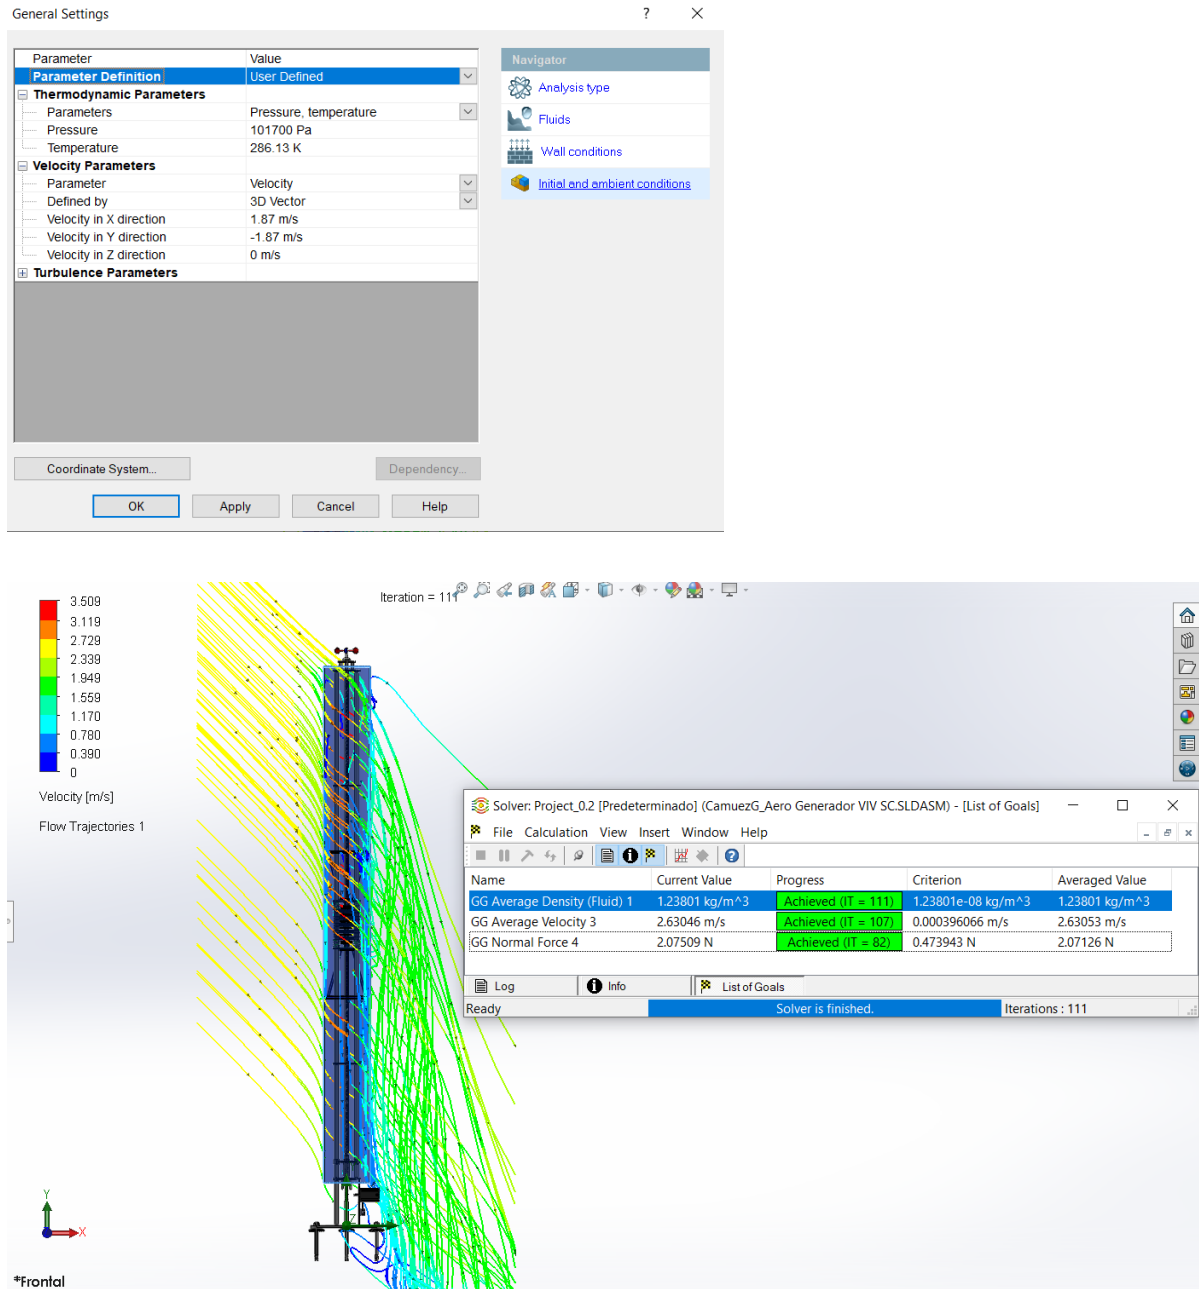 General Settings
?
Parameter Value
Parameter Definition User Defined
Thermodynamic Parameters
Parameters Pressure, temperature
Pressure 101700 Pa
Temperature 286.13 K
Velocity Parameters
Parameter Velocity
Defined by 3D Vector
Velocity in X direction 1.87 m/s
Velocity in Y direction -1.87 m/s
Velocity in Z direction 0 m/s
Turbulence Parameters
Navigator
Analysis type
Fluids
Wall conditions
Initial and ambient conditions
Coordinate System... Dependency...
OK Apply Cancel Help
3.509
3.119
2.729
2.339
1.949
1.559
1.170
0.780
0.390
0
Velocity [m/s]
Flow Trajectories 1
Iteration = 111
Solver: Project_0.2 [Predeterminado] (CamuezG_Aero Generador VIV SC.SLDASM) - [List of Goals]
File Calculation View Insert Window Help
Name Current Value Progress Criterion Averaged Value
GG Average Density (Fluid) 1 1.23801 kg/m^3 Achieved (IT = 111) 1.23801e-08 kg/m^3 1.23801 kg/m^3
GG Average Velocity 3 2.63046 m/s Achieved (IT = 107) 0.000396066 m/s 2.63053 m/s
GG Normal Force 4 2.07509 N Achieved (IT = 82) 0.473943 N 2.07126 N
Log Info List of Goals
Ready Solver is finished. Iterations : 111
Y
X
Z
*Frontal